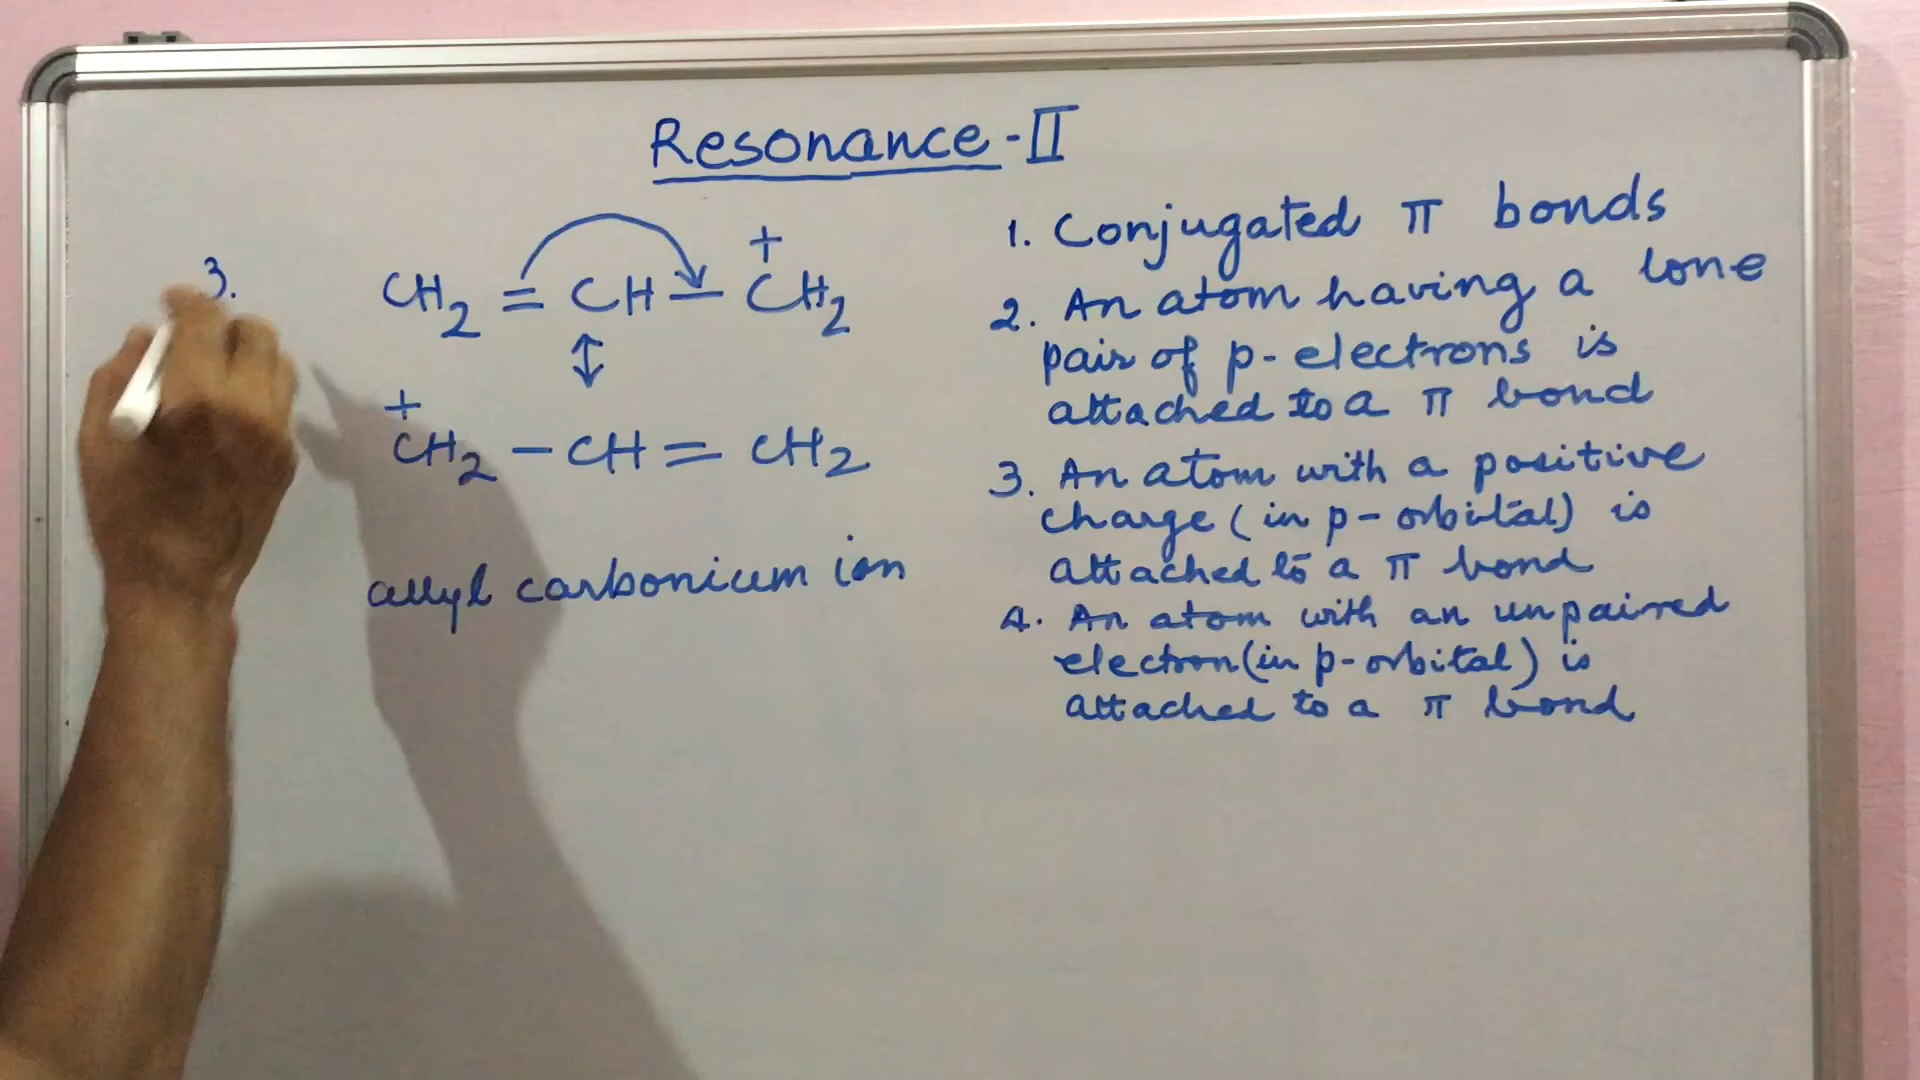 Resonance-II
3.
+
CH2 = CH - CH2
↕
+
CH2 - CH = CH2
allyl carbonium ion
1. Conjugated π bonds
2. An atom having a lone
pair of p-electrons is
attached to a π bond
3. An atom with a positive
charge (in p-orbital) is
attached to a π bond
4. An atom with an unpaired
electron (in p-orbital) is
attached to a π bond